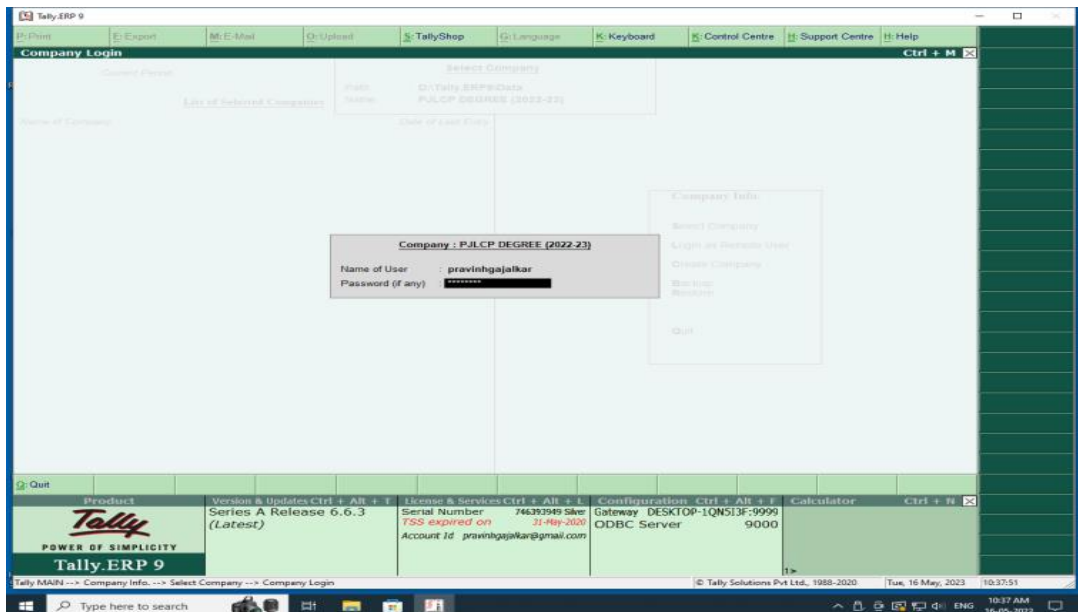 Tally.ERP 9
P: Print E: Export M: E-Mail O: Upload S: TallyShop G: Language K: Keyboard K: Control Centre H: Support Centre H: Help
Company Login Ctrl + M
Current Period
Select Company
Path: D:\Tally.ERP9\Data
Name: PJLCP DEGREE (2022-23)
List of Selected Companies
Name of Company Date of Last Entry
Company Info.
Select Company
Login as Remote User
Create Company
Backup
Restore
Quit
Company : PJLCP DEGREE (2022-23)
Name of User : pravinhgajalkar
Password (if any) : ********
Q: Quit
Product Version & Updates Ctrl + Alt + T License & Services Ctrl + Alt + L Configuration Ctrl + Alt + F Calculator Ctrl + N
Tally
POWER OF SIMPLICITY
Tally.ERP 9
Series A Release 6.6.3
(Latest)
Serial Number 746393949 Silver
TSS expired on 31-May-2020
Account Id pravinhgajalkar@gmail.com
Gateway DESKTOP-1QN5I3F:9999
ODBC Server 9000
1>
Tally MAIN --> Company Info. --> Select Company --> Company Login © Tally Solutions Pvt Ltd., 1988-2020 Tue, 16 May, 2023 10:37:51
Type here to search ENG 10:37 AM
16-05-2023